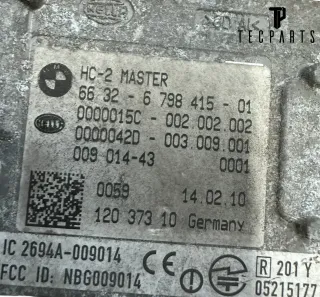 TP
TECPARTS
HC-2 MASTER
66 32 - 6 798 415 - 01
0000015C - 002.002.002
0000042D - 003.009.001
009 014-43 0001
0059 14.02.10
120 373 10 Germany
IC 2694A-009014
FCC ID: NBG009014
CE
R 201 Y
05215177